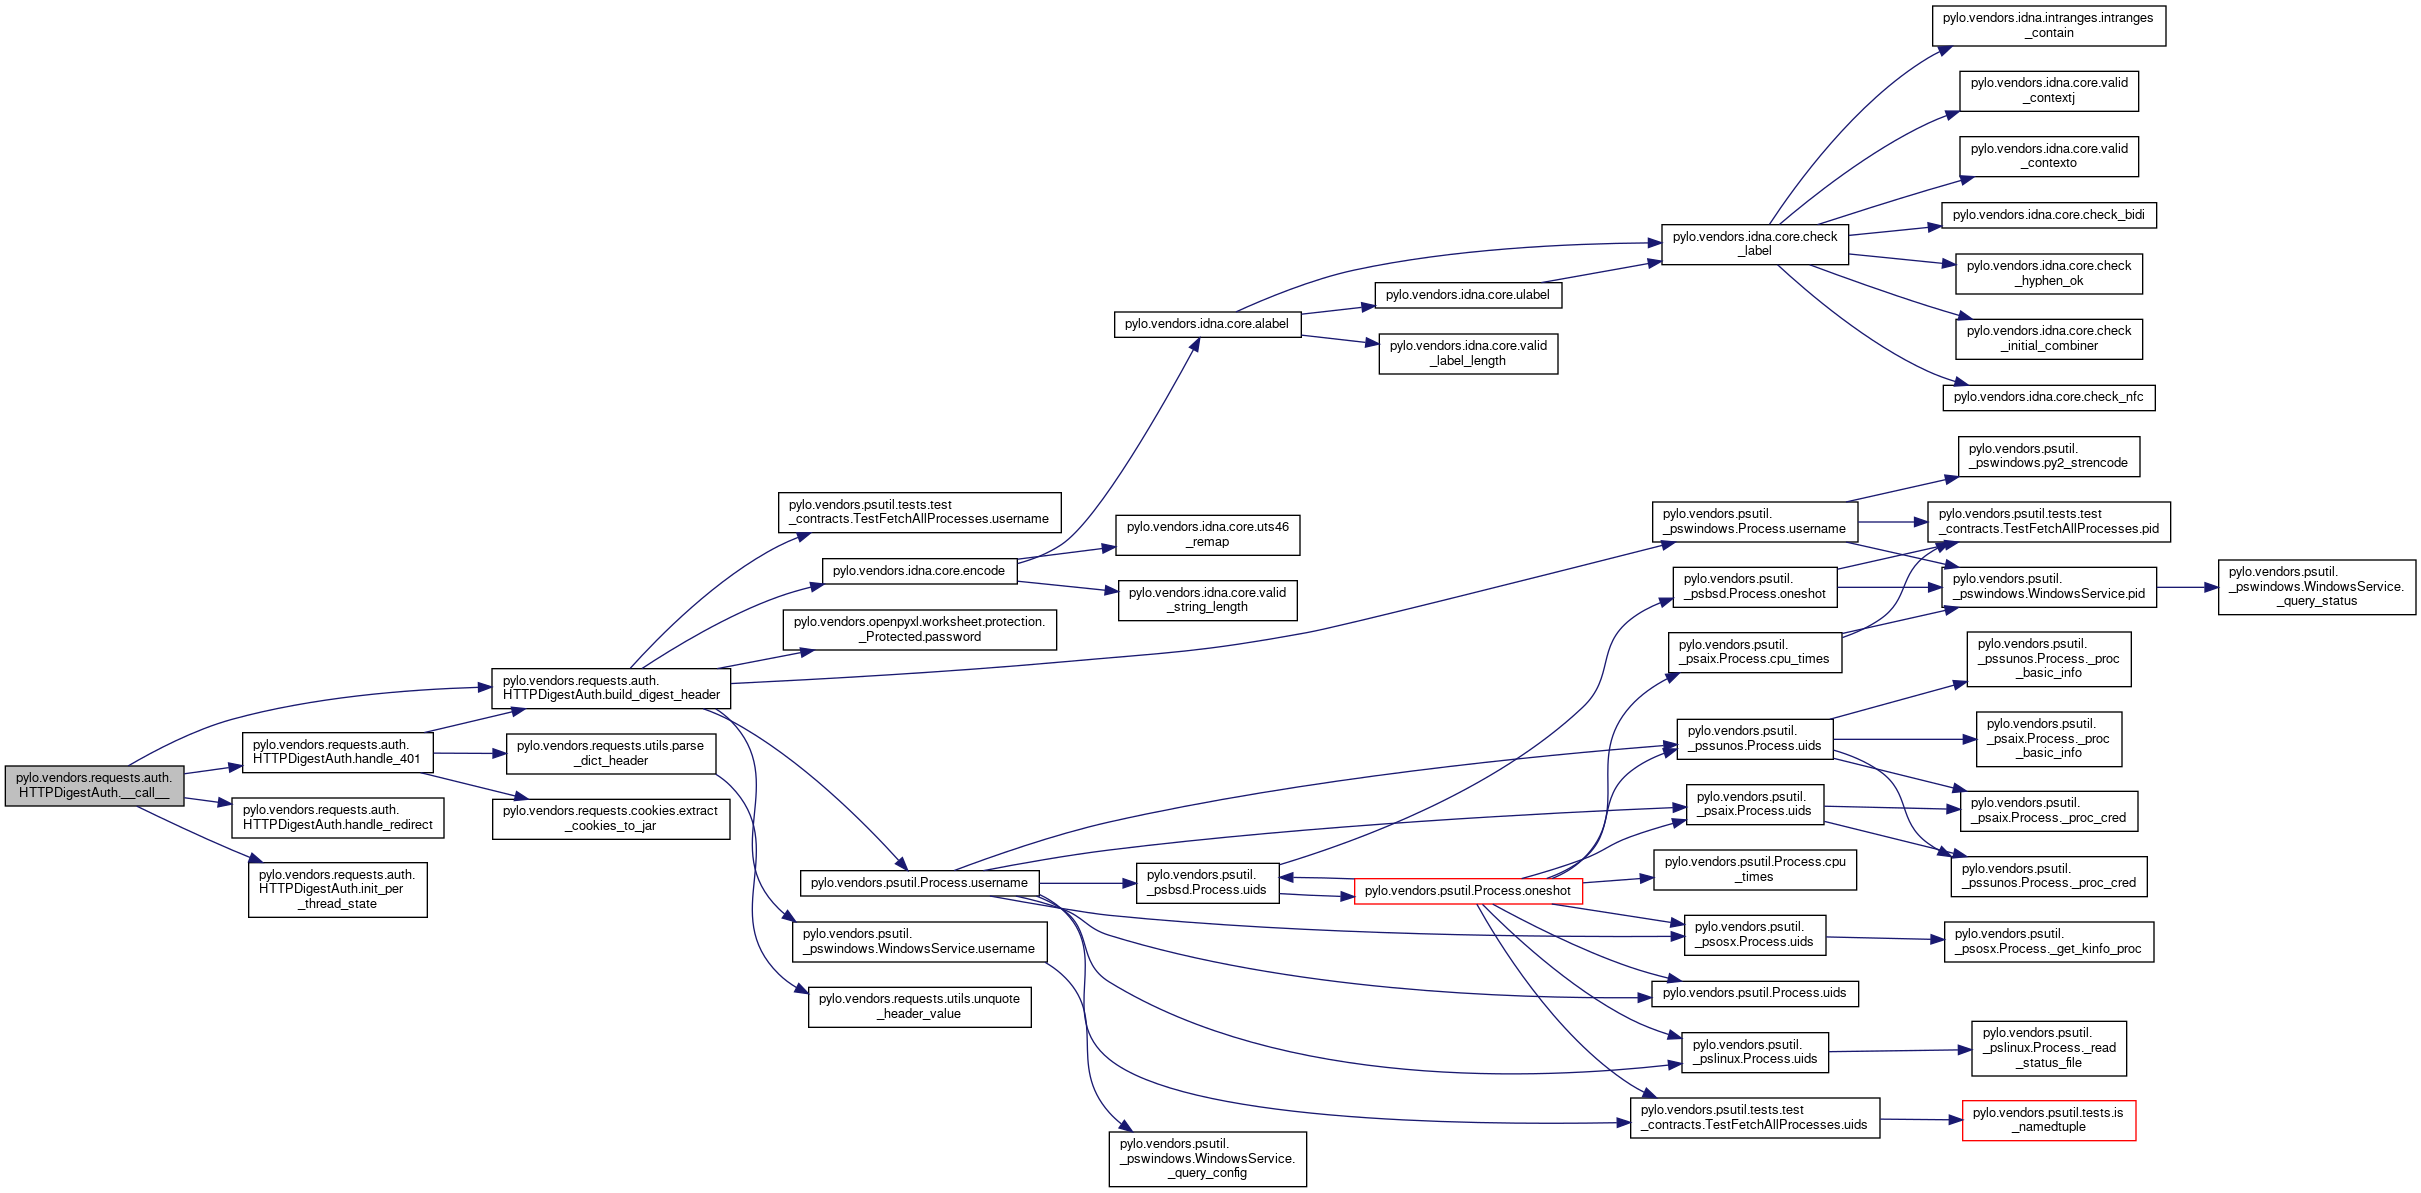 pylo.vendors.requests.auth.
HTTPDigestAuth.__call__
pylo.vendors.requests.auth.
HTTPDigestAuth.build_digest_header
pylo.vendors.requests.auth.
HTTPDigestAuth.handle_401
pylo.vendors.requests.auth.
HTTPDigestAuth.handle_redirect
pylo.vendors.requests.auth.
HTTPDigestAuth.init_per
_thread_state
pylo.vendors.requests.utils.parse
_dict_header
pylo.vendors.requests.cookies.extract
_cookies_to_jar
pylo.vendors.psutil.tests.test
_contracts.TestFetchAllProcesses.username
pylo.vendors.idna.core.encode
pylo.vendors.openpyxl.worksheet.protection.
_Protected.password
pylo.vendors.psutil.Process.username
pylo.vendors.psutil.
_pswindows.WindowsService.username
pylo.vendors.requests.utils.unquote
_header_value
pylo.vendors.idna.core.alabel
pylo.vendors.idna.core.uts46
_remap
pylo.vendors.idna.core.valid
_string_length
pylo.vendors.psutil.
_psbsd.Process.uids
pylo.vendors.psutil.
_pswindows.WindowsService.
_query_config
pylo.vendors.idna.core.ulabel
pylo.vendors.idna.core.valid
_label_length
pylo.vendors.psutil.Process.oneshot
pylo.vendors.idna.core.check
_label
pylo.vendors.psutil.
_pswindows.Process.username
pylo.vendors.psutil.
_psbsd.Process.oneshot
pylo.vendors.psutil.
_psaix.Process.cpu_times
pylo.vendors.psutil.
_pssunos.Process.uids
pylo.vendors.psutil.
_psaix.Process.uids
pylo.vendors.psutil.Process.cpu
_times
pylo.vendors.psutil.
_psosx.Process.uids
pylo.vendors.psutil.Process.uids
pylo.vendors.psutil.
_pslinux.Process.uids
pylo.vendors.psutil.tests.test
_contracts.TestFetchAllProcesses.uids
pylo.vendors.idna.intranges.intranges
_contain
pylo.vendors.idna.core.valid
_contextj
pylo.vendors.idna.core.valid
_contexto
pylo.vendors.idna.core.check_bidi
pylo.vendors.idna.core.check
_hyphen_ok
pylo.vendors.idna.core.check
_initial_combiner
pylo.vendors.idna.core.check_nfc
pylo.vendors.psutil.
_pswindows.py2_strencode
pylo.vendors.psutil.tests.test
_contracts.TestFetchAllProcesses.pid
pylo.vendors.psutil.
_pswindows.WindowsService.pid
pylo.vendors.psutil.
_pssunos.Process._proc
_basic_info
pylo.vendors.psutil.
_psaix.Process._proc
_basic_info
pylo.vendors.psutil.
_psaix.Process._proc_cred
pylo.vendors.psutil.
_pssunos.Process._proc_cred
pylo.vendors.psutil.
_psosx.Process._get_kinfo_proc
pylo.vendors.psutil.
_pslinux.Process._read
_status_file
pylo.vendors.psutil.tests.is
_namedtuple
pylo.vendors.psutil.
_pswindows.WindowsService.
_query_status